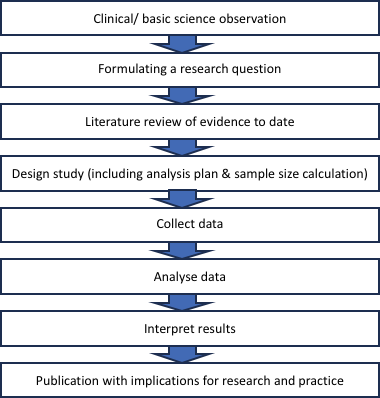 Clinical/ basic science observation
Formulating a research question
Literature review of evidence to date
Design study (including analysis plan & sample size calculation)
Collect data
Analyse data
Interpret results
Publication with implications for research and practice